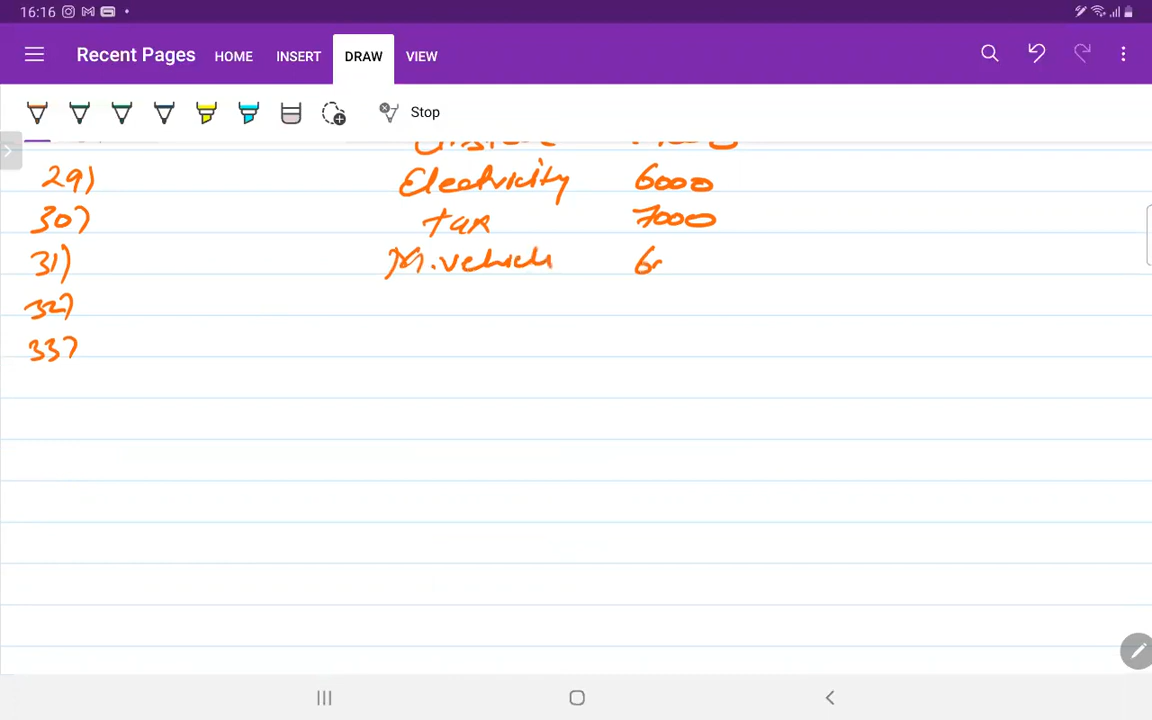 16:16
Recent Pages HOME INSERT DRAW VIEW
Stop
29) Electricity 6000
30) tax 7000
31) M.vehicle 6
32)
33)